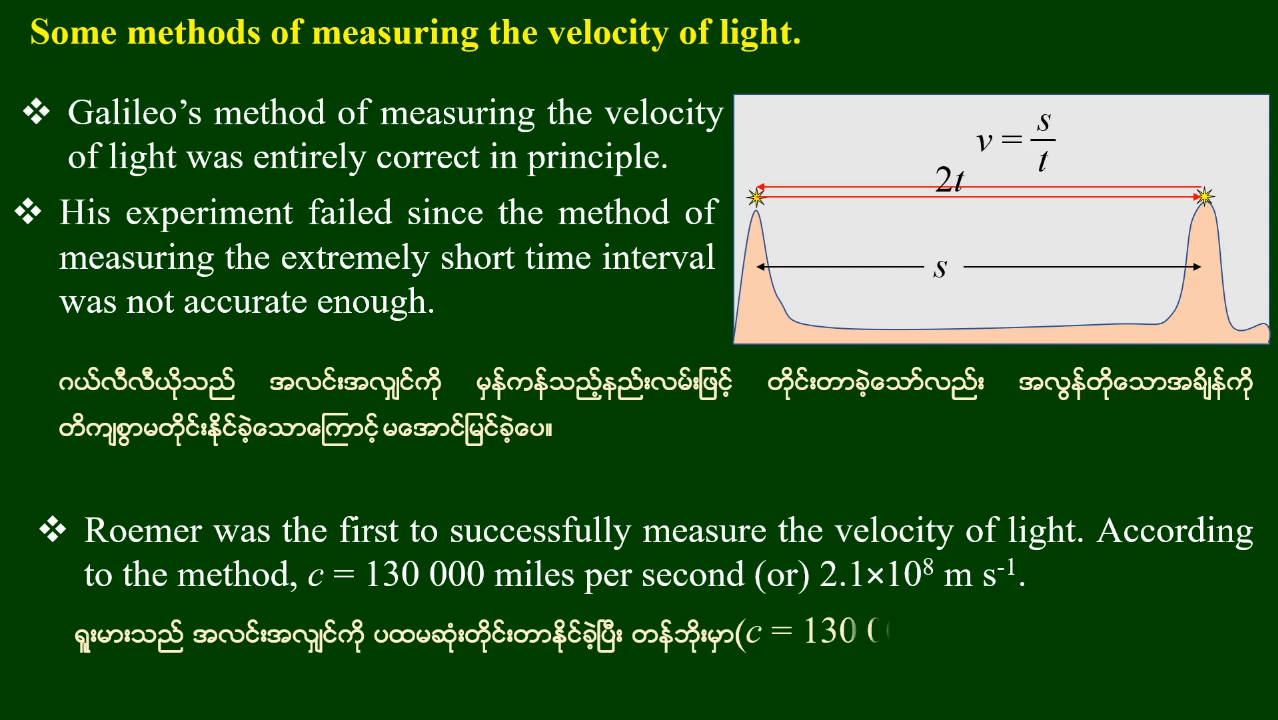 Some methods of measuring the velocity of light.
❖ Galileo’s method of measuring the velocity
of light was entirely correct in principle.
❖ His experiment failed since the method of
measuring the extremely short time interval
was not accurate enough.
v = s/t
2t
s
ဂယ်လီလီယိုသည် အလင်းအလျှင်ကို မှန်ကန်သည့်နည်းလမ်းဖြင့် တိုင်းတာခဲ့သော်လည်း အလွန်တိုသောအချိန်ကို
တိကျစွာမတိုင်းနိုင်ခဲ့သောကြောင့် မအောင်မြင်ခဲ့ပေ။
❖ Roemer was the first to successfully measure the velocity of light. According
to the method, c = 130 000 miles per second (or) 2.1×10⁸ m s⁻¹.
ရူးမားသည် အလင်းအလျှင်ကို ပထမဆုံးတိုင်းတာနိုင်ခဲ့ပြီး တန်ဘိုးမှာ(c = 130 0